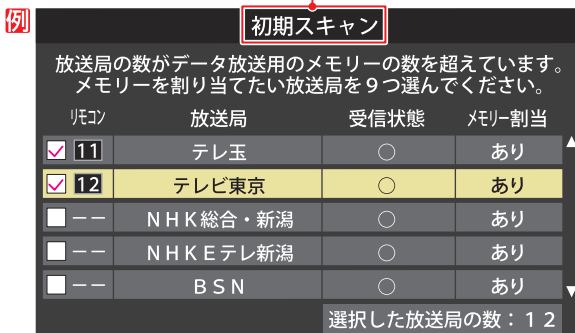 例
初期スキャン
放送局の数がデータ放送用のメモリーの数を超えています。
メモリーを割り当てたい放送局を９つ選んでください。
リモコン 放送局 受信状態 メモリー割当
11 テレ玉 ○ あり
12 テレビ東京 ○ あり
－－ ＮＨＫ総合・新潟 ○ あり
－－ ＮＨＫＥテレ新潟 ○ あり
－－ ＢＳＮ ○ あり
選択した放送局の数：１２